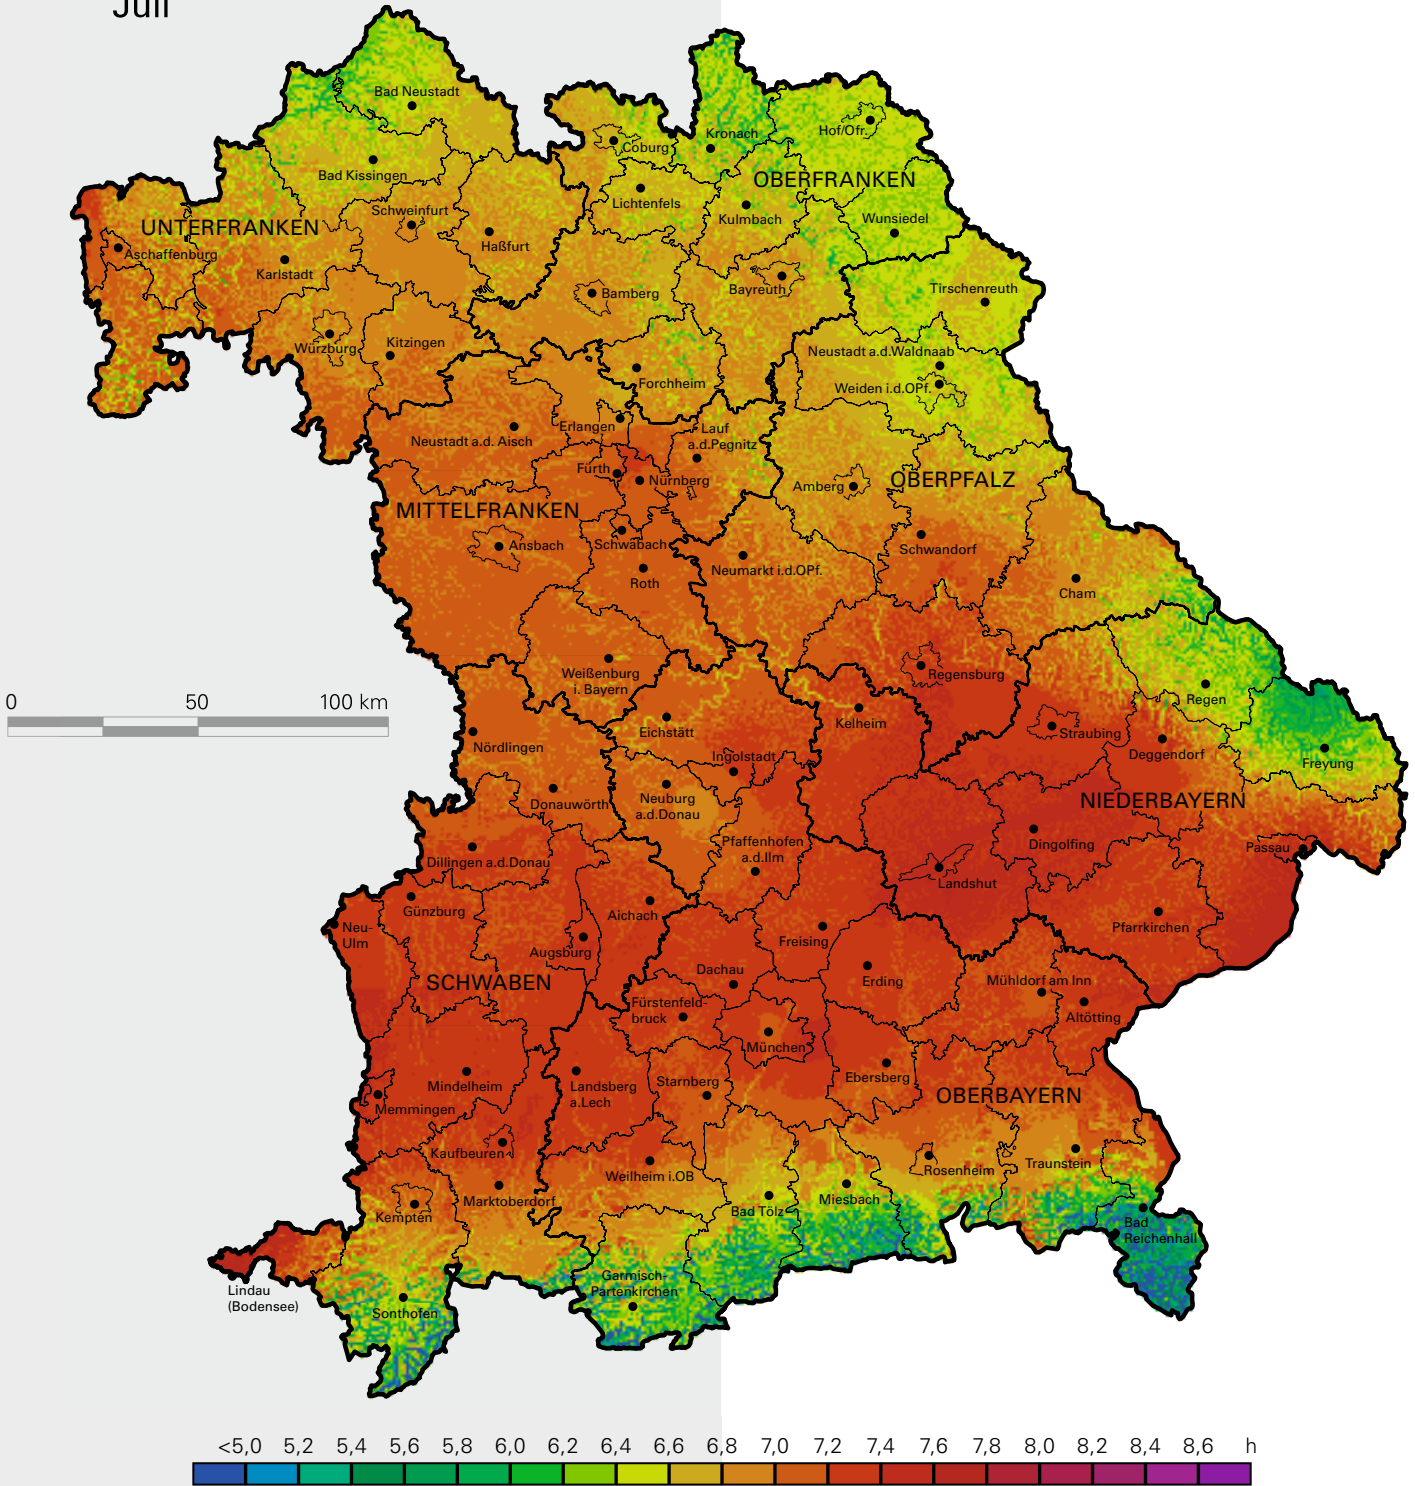 Juli
Bad Neustadt
Hof/Ofr.
Kronach
Coburg
Bad Kissingen
OBERFRANKEN
Lichtenfels
Schweinfurt
Kulmbach
Wunsiedel
UNTERFRANKEN
Haßfurt
Aschaffenburg
Karlstadt
Bayreuth
Tirschenreuth
Bamberg
Würzburg
Kitzingen
Neustadt a.d.Waldnaab
Forchheim
Weiden i.d.OPf.
Erlangen
Lauf
a.d.Pegnitz
Neustadt a.d. Aisch
Fürth
Nürnberg
Amberg
OBERPFALZ
MITTELFRANKEN
Ansbach
Schwabach
Schwandorf
Roth
Neumarkt i.d.OPf.
Cham
Weißenburg
i. Bayern
Regensburg
Regen
0 50 100 km
Eichstätt
Kelheim
Straubing
Nördlingen
Ingolstadt
Deggendorf
Freyung
Donauwörth
Neuburg
a.d.Donau
NIEDERBAYERN
Pfaffenhofen
a.d.Ilm
Dingolfing
Passau
Dillingen a.d.Donau
Landshut
Günzburg
Aichach
Neu-
Ulm
Pfarrkirchen
Augsburg
Freising
Dachau
SCHWABEN
Erding
Mühldorf am Inn
Fürstenfeld-
bruck
Altötting
München
Mindelheim
Landsberg
a.Lech
Starnberg
Ebersberg
OBERBAYERN
Memmingen
Kaufbeuren
Weilheim i.OB
Rosenheim
Traunstein
Marktoberdorf
Miesbach
Kempten
Bad Tölz
Bad
Reichenhall
Lindau
(Bodensee)
Garmisch-
Partenkirchen
Sonthofen
<5,0 5,2 5,4 5,6 5,8 6,0 6,2 6,4 6,6 6,8 7,0 7,2 7,4 7,6 7,8 8,0 8,2 8,4 8,6 h